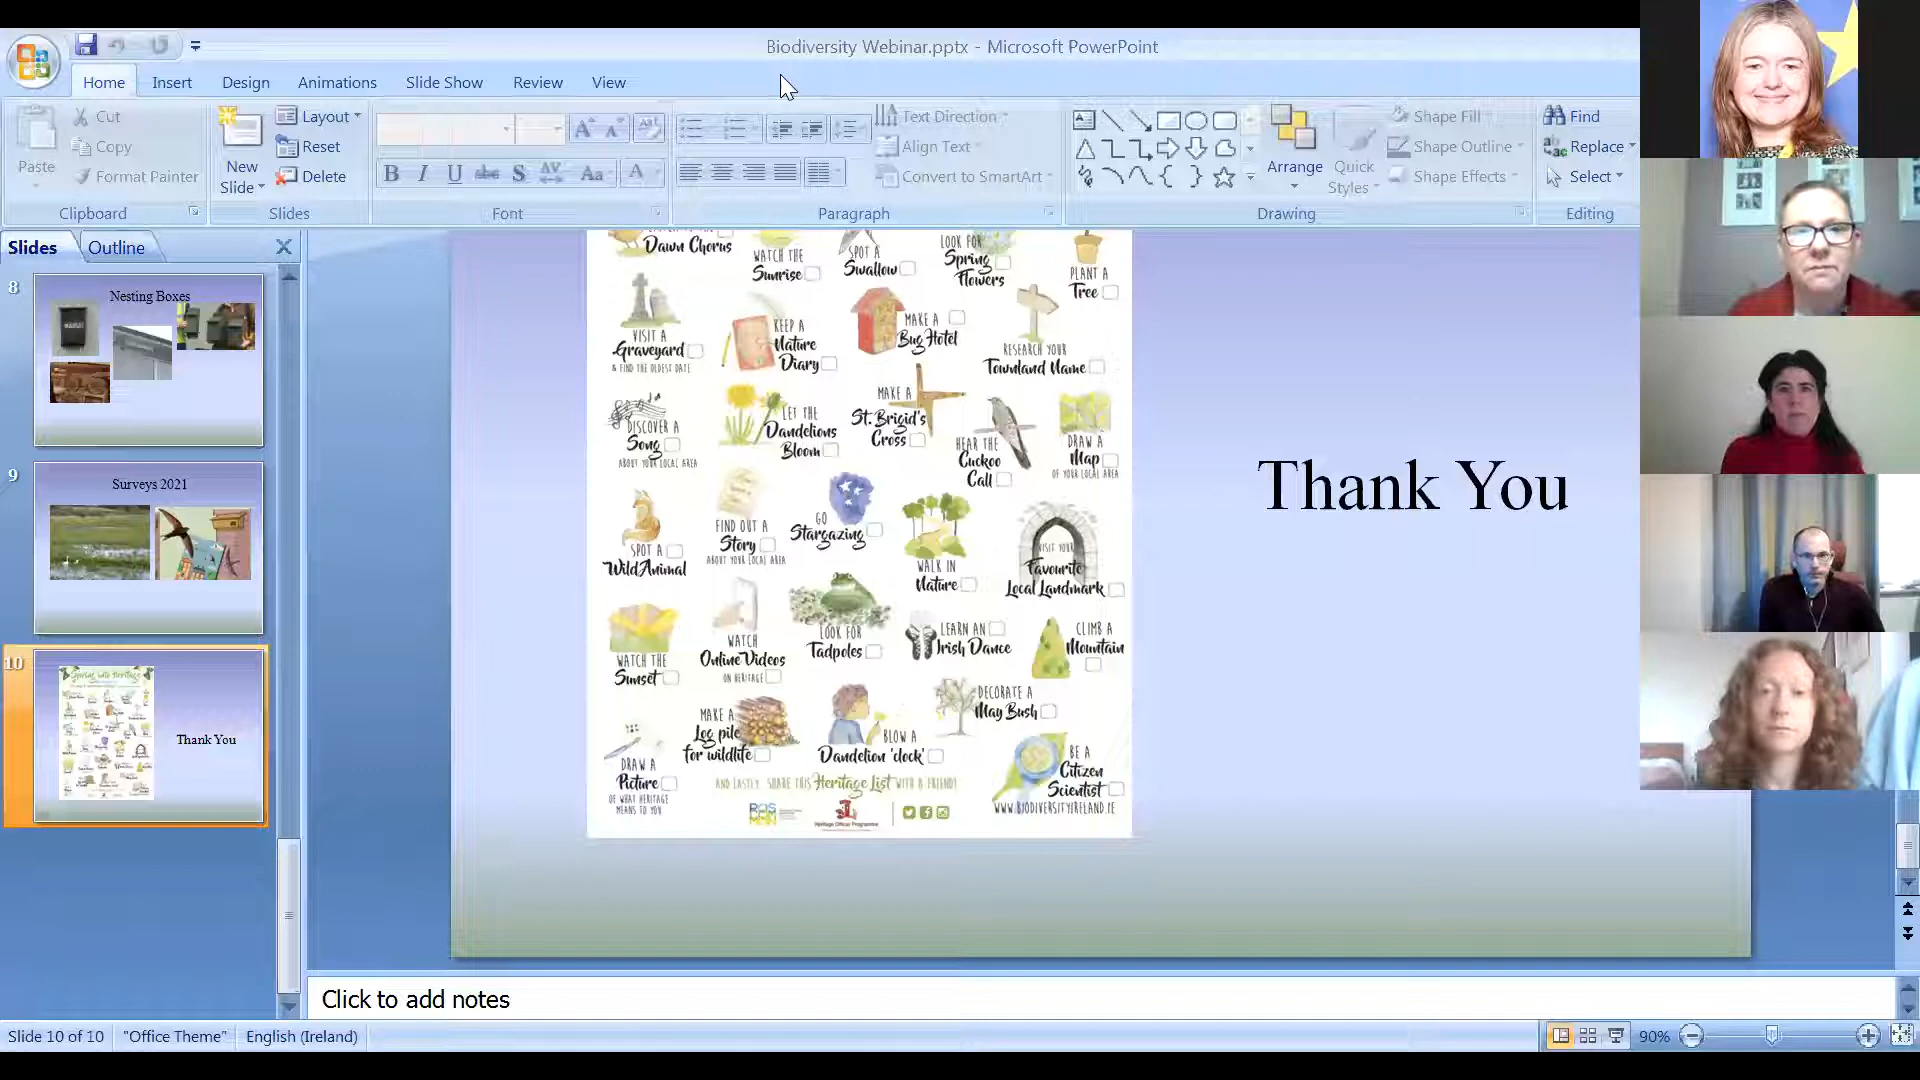 Biodiversity Webinar.pptx - Microsoft PowerPoint
Home
Insert
Design
Animations
Slide Show
Review
View
Paste
Cut
Copy
Format Painter
Clipboard
New
Slide
Layout
Reset
Delete
Slides
B I U abc S AV Aa A
Font
Paragraph
Text Direction
Align Text
Convert to SmartArt
Arrange
Quick
Styles
Shape Fill
Shape Outline
Shape Effects
Drawing
Find
Replace
Select
Editing
Slides
Outline
8
Nesting Boxes
9
Surveys 2021
10
Spring into Heritage
Thank You
Dawn Chorus
WATCH THE
Sunrise
SPOT A
Swallow
LOOK FOR
Spring
Flowers
PLANT A
Tree
VISIT A
Graveyard
& FIND THE OLDEST DATE
KEEP A
Nature
Diary
MAKE A
Bug Hotel
RESEARCH YOUR
Townland Name
DISCOVER A
Song
ABOUT YOUR LOCAL AREA
LET THE
Dandelions
Bloom
MAKE A
St. Brigid's
Cross
HEAR THE
Cuckoo
Call
DRAW A
Map
OF YOUR LOCAL AREA
SPOT A
Wild Animal
FIND OUT A
Story
ABOUT YOUR LOCAL AREA
GO
Stargazing
WALK IN
Nature
VISIT YOUR
Favourite
Local Landmark
WATCH THE
Sunset
WATCH
Online Videos
ON HERITAGE
LOOK FOR
Tadpoles
LEARN AN
Irish Dance
CLIMB A
Mountain
DRAW A
Picture
OF WHAT HERITAGE
MEANS TO YOU
MAKE A
Log pile
for wildlife
BLOW A
Dandelion 'clock'
DECORATE A
May Bush
BE A
Citizen
Scientist
WWW.BIODIVERSITYIRELAND.IE
AND LASTLY, SHARE THIS Heritage List WITH A FRIEND!
Heritage Officer Programme
Thank You
Click to add notes
Slide 10 of 10
"Office Theme"
English (Ireland)
90%